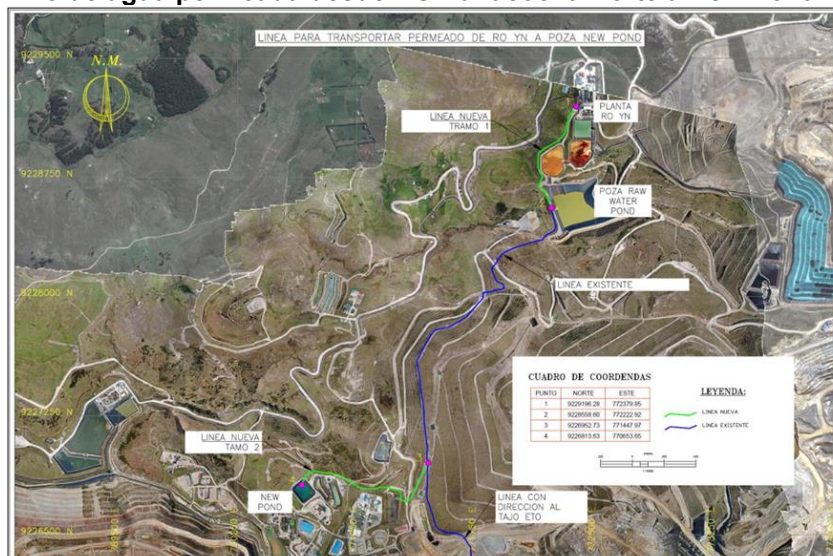 LINEA PARA TRANSPORTAR PERMEADO DE RO YN A POZA NEW POND
9229500 N
N.M.
LINEA NUEVA
TRAMO 1
PLANTA
RO YN
9228750 N
POZA RAW
WATER
POND
LINEA EXISTENTE
9228000 N
CUADRO DE COORDENDAS
PUNTO NORTE ESTE
1 9229196.28 772379.85
2 9228558.60 772222.92
3 9226962.73 771447.97
4 9226813.63 770653.65
LEYENDA:
LINEA NUEVA
LINEA EXISTENTE
9227250 N
LINEA NUEVA
TAMO 2
NEW
POND
LINEA CON
DIRECCION AL
TAJO ETO
9226500 N